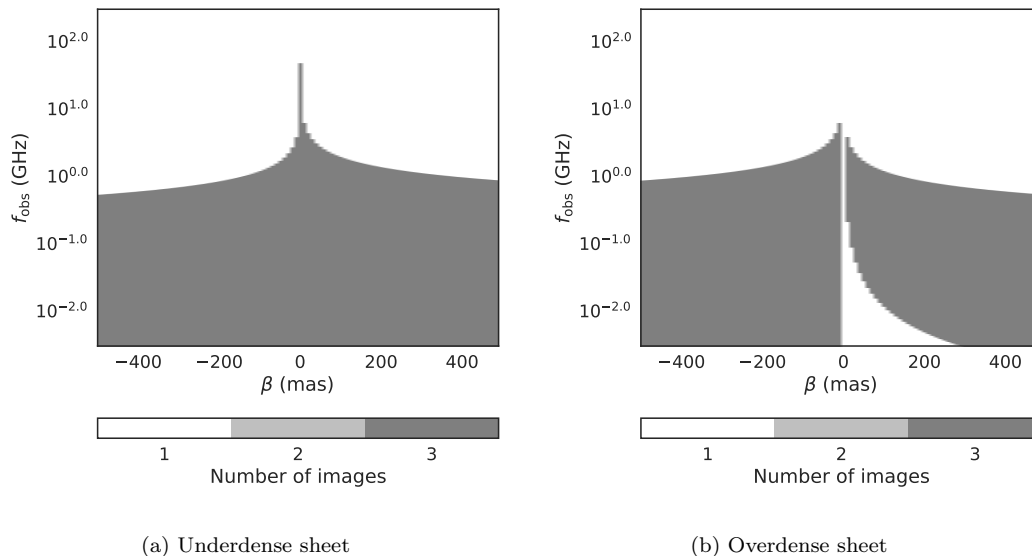 10^2.0
10^1.0
10^0.0
10^−1.0
10^−2.0
f_obs (GHz)
−400 −200 0 200 400
β (mas)
1 2 3
Number of images
(a) Underdense sheet
10^2.0
10^1.0
10^0.0
10^−1.0
10^−2.0
f_obs (GHz)
−400 −200 0 200 400
β (mas)
1 2 3
Number of images
(b) Overdense sheet